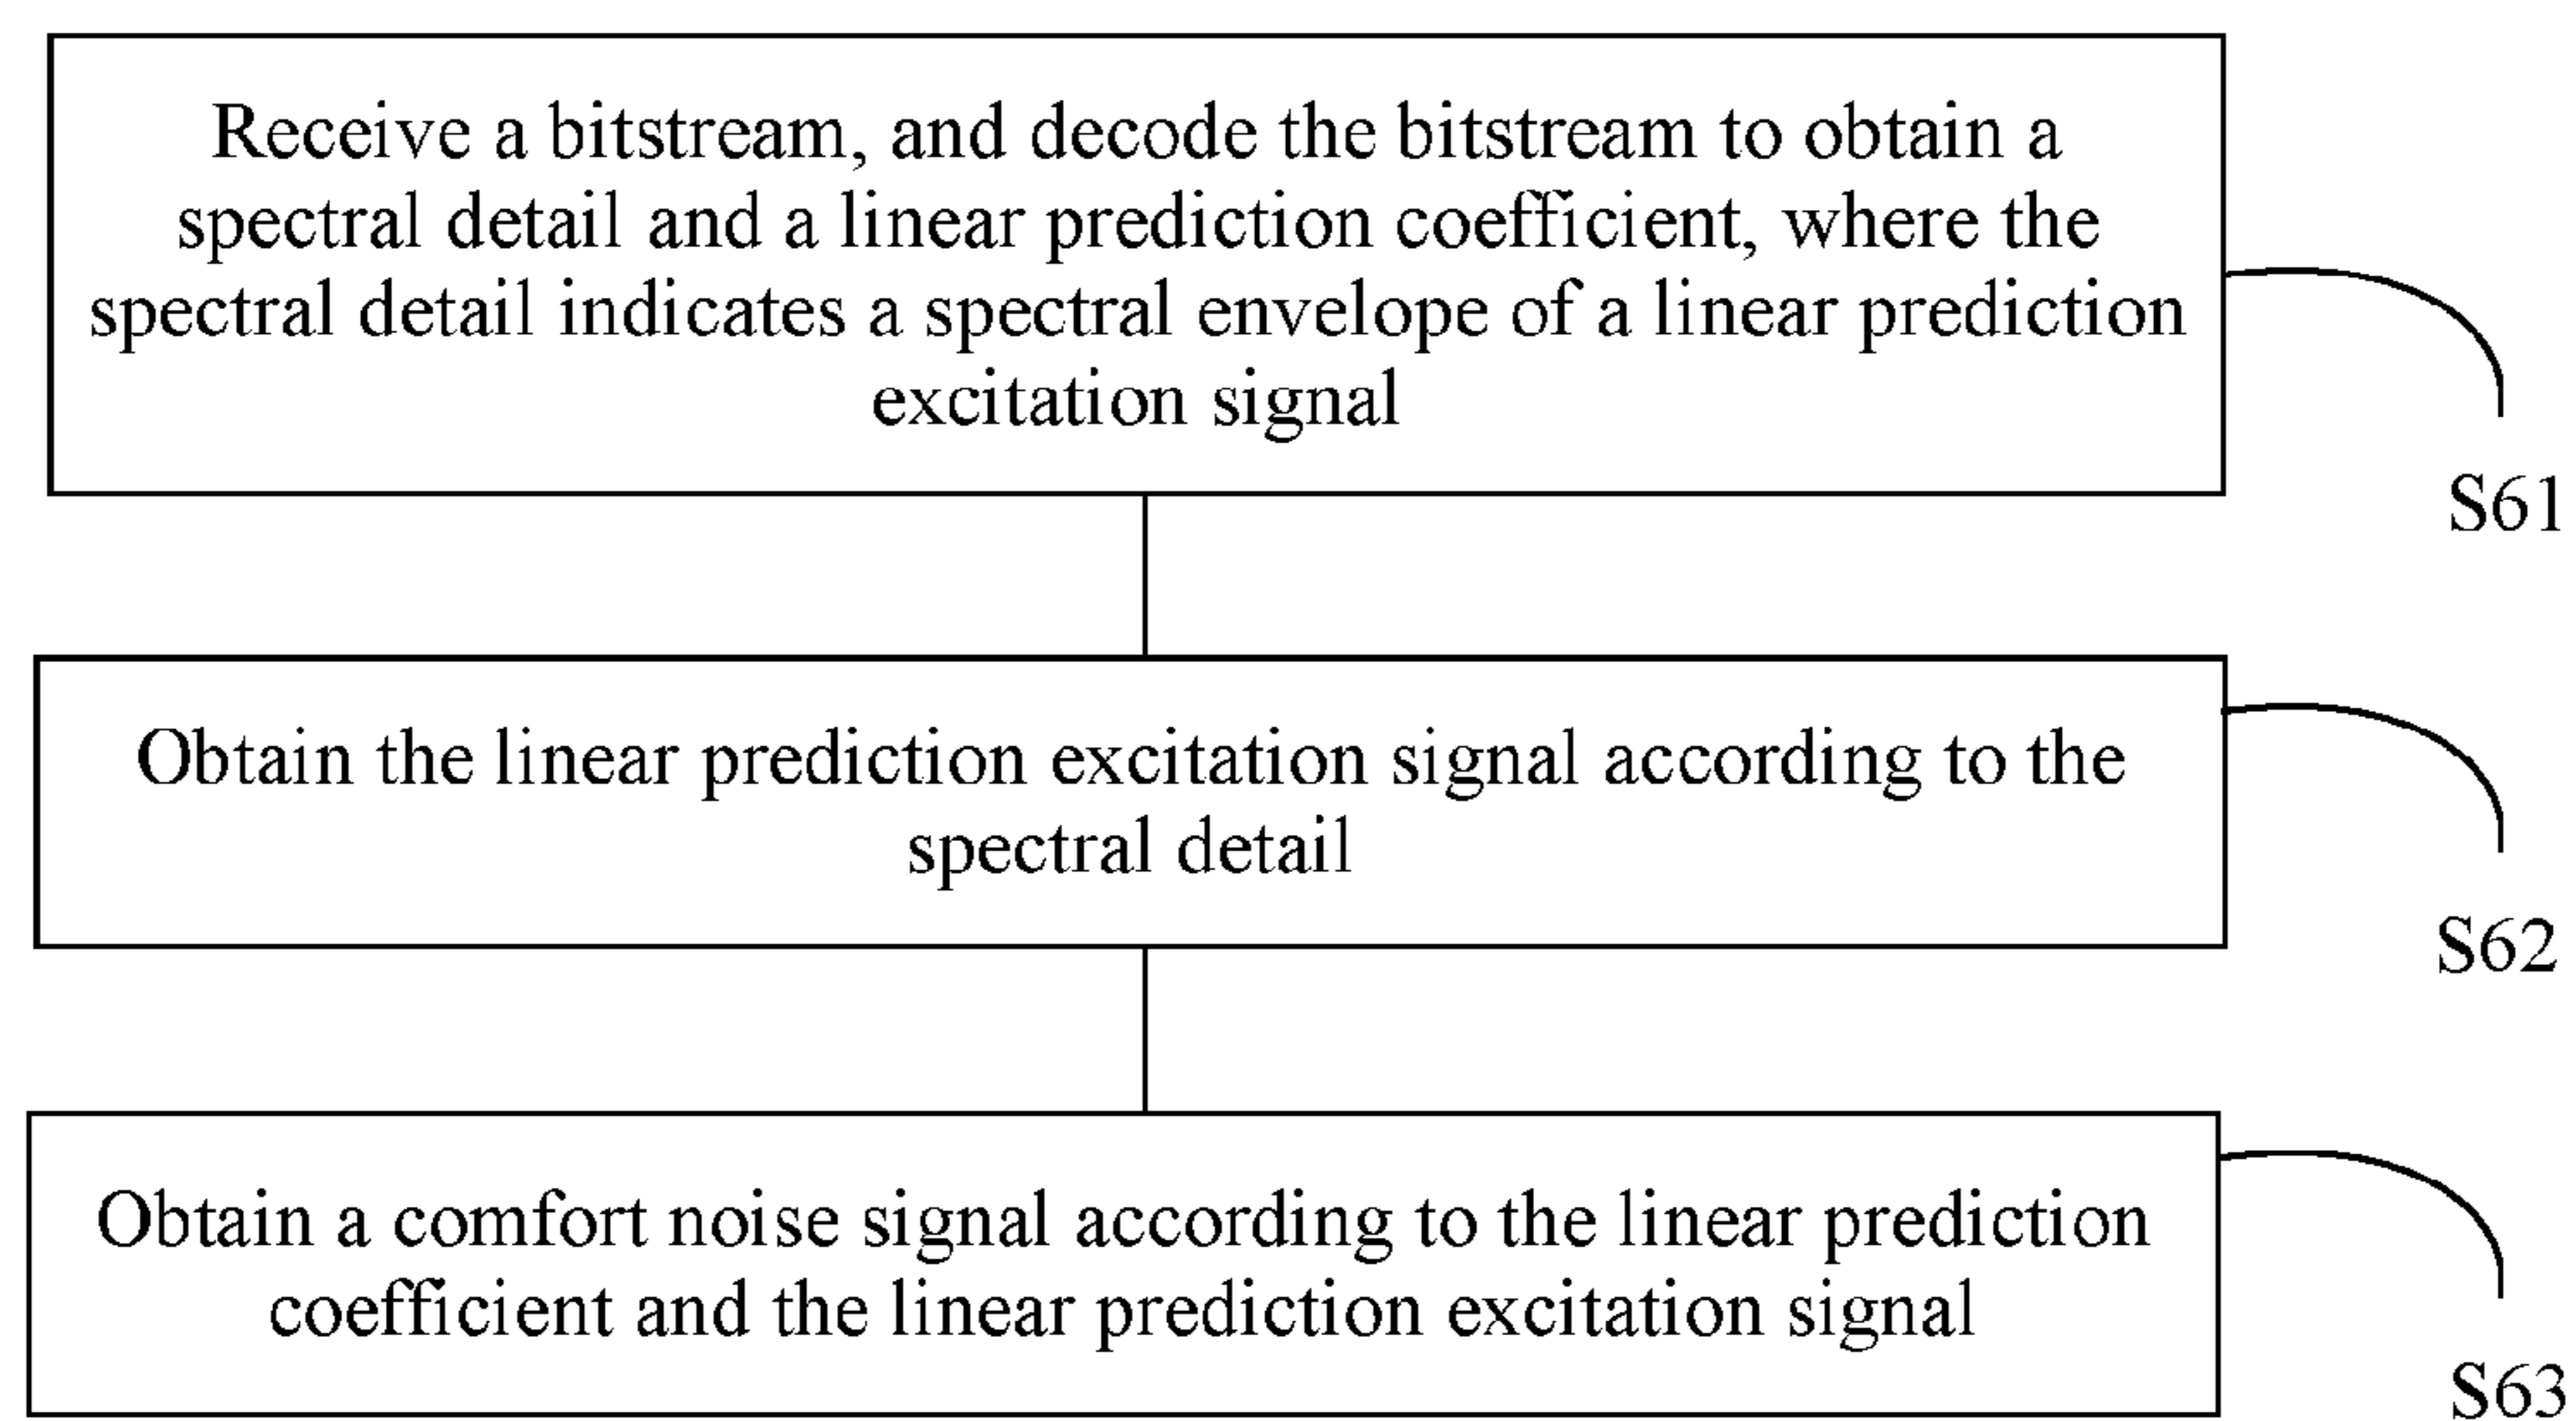 Receive a bitstream, and decode the bitstream to obtain a
spectral detail and a linear prediction coefficient, where the
spectral detail indicates a spectral envelope of a linear prediction
excitation signal
S61
Obtain the linear prediction excitation signal according to the
spectral detail
S62
Obtain a comfort noise signal according to the linear prediction
coefficient and the linear prediction excitation signal
S63